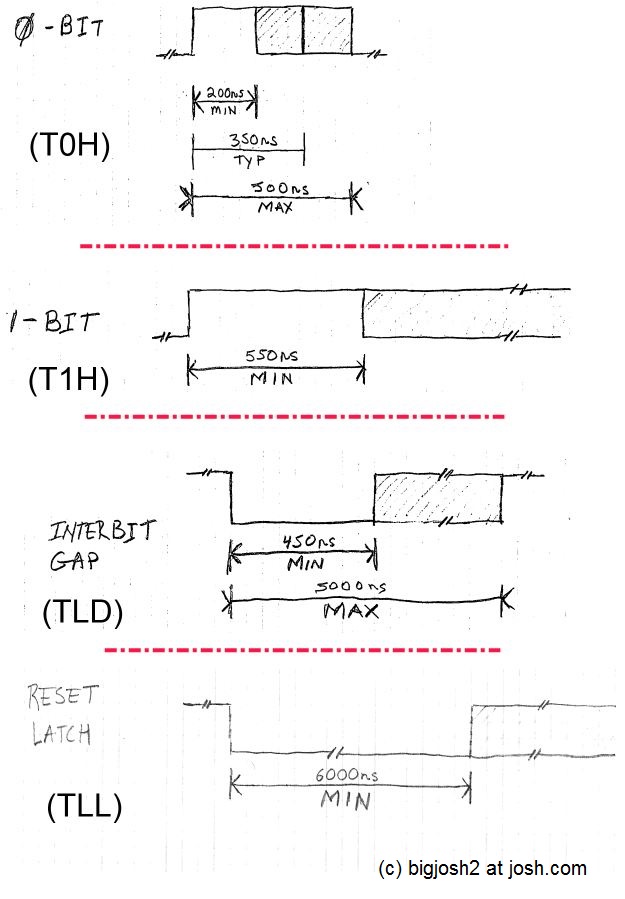 0-BIT
200ns
MIN
(T0H)
350ns
TYP
500ns
MAX
1-BIT
550ns
MIN
(T1H)
INTERBIT
GAP
450ns
MIN
5000ns
(TLD)
MAX
RESET
LATCH
6000ns
MIN
(TLL)
(c) bigjosh2 at josh.com